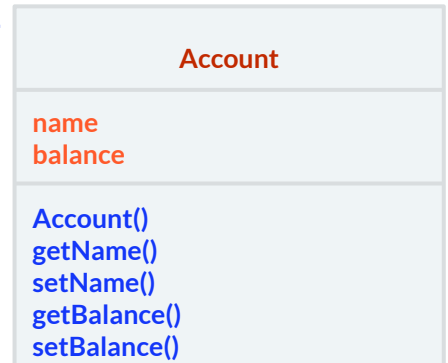 Account
name
balance
Account()
getName()
setName()
getBalance()
setBalance()